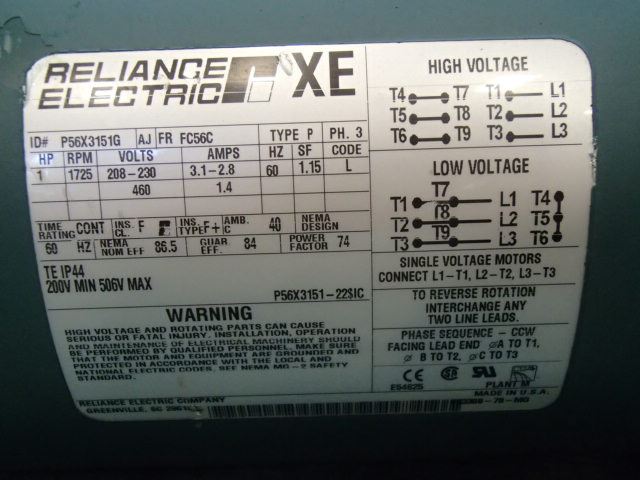 RELIANCE
ELECTRIC
XE
ID# P56X3151G AJ FR FC56C TYPE P PH. 3
HP RPM VOLTS AMPS HZ SF CODE
1 1725 208-230 3.1-2.8 60 1.15 L
460 1.4
TIME RATING CONT INS. CL. F INS. TYPE F+ AMB. C 40 NEMA DESIGN
60 HZ NEMA NOM EFF 86.5 GUAR EFF 84 POWER FACTOR 74
TE IP44
200V MIN 506V MAX
P56X3151-22SIC
WARNING
HIGH VOLTAGE AND ROTATING PARTS CAN CAUSE
SERIOUS OR FATAL INJURY. INSTALLATION, OPERATION
AND MAINTENANCE OF ELECTRICAL MACHINERY SHOULD
BE PERFORMED BY QUALIFIED PERSONNEL. MAKE SURE
THE MOTOR AND EQUIPMENT ARE GROUNDED AND
PROTECTED IN ACCORDANCE WITH THE LOCAL AND
NATIONAL ELECTRIC CODES. SEE NEMA MG-2 SAFETY
STANDARD.
RELIANCE ELECTRIC COMPANY
GREENVILLE, SC
HIGH VOLTAGE
T4 T7 T1 L1
T5 T8 T2 L2
T6 T9 T3 L3
LOW VOLTAGE
T7
T1 L1 T4
T8
T2 L2 T5
T9
T3 L3 T6
SINGLE VOLTAGE MOTORS
CONNECT L1-T1, L2-T2, L3-T3
TO REVERSE ROTATION
INTERCHANGE ANY
TWO LINE LEADS.
PHASE SEQUENCE - CCW
FACING LEAD END ØA TO T1,
Ø B TO T2, ØC TO T3
CE SA UL
E54825 PLANT M
MADE IN U.S.A.